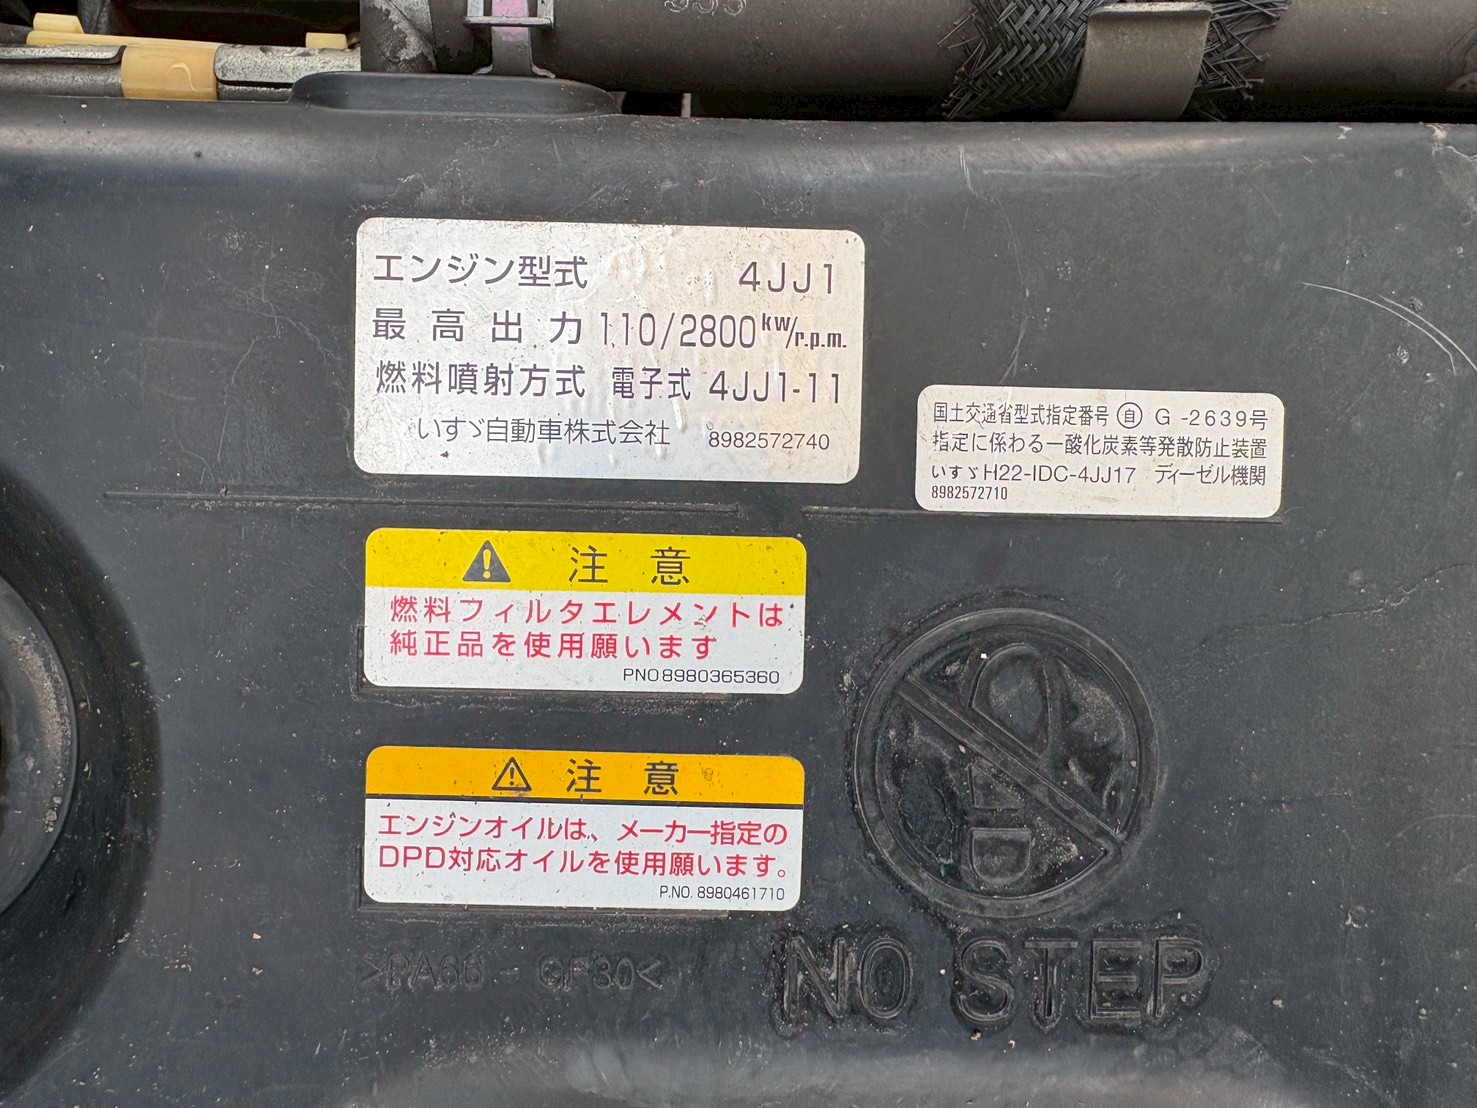 エンジン型式 4JJ1
最高出力 110/2800kW/r.p.m.
燃料噴射方式 電子式 4JJ1-11
いすゞ自動車株式会社 8982572740
国土交通省型式指定番号 自 G-2639号
指定に係わる一酸化炭素等発散防止装置
いすゞH22-IDC-4JJ17 ディーゼル機関
8982572710
注意
燃料フィルタエレメントは
純正品を使用願います
PNO8980365360
注意
エンジンオイルは、メーカー指定の
DPD対応オイルを使用願います。
P.NO. 8980461710
>PA66 - GF30<
NO STEP